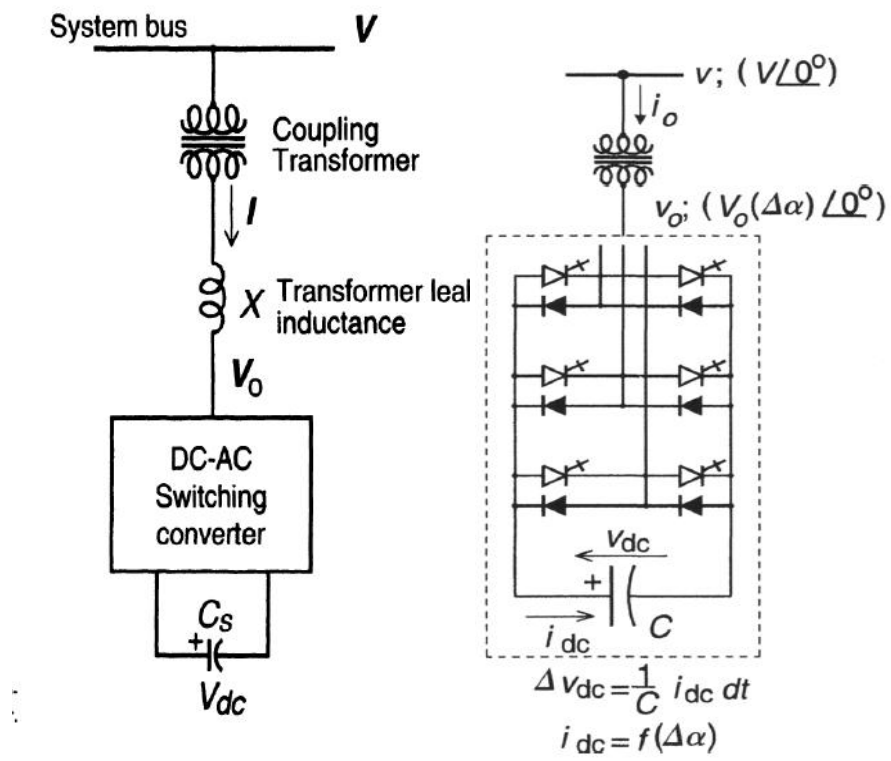 System bus
V
Coupling
Transformer
I
X
Transformer leal
inductance
Vo
DC-AC
Switching
converter
Cs
+
Vdc
v; (V∠0°)
io
vo; (Vo(Δα)∠0°)
vdc
+
idc
C
Δvdc = 1/C idc dt
idc = f(Δα)